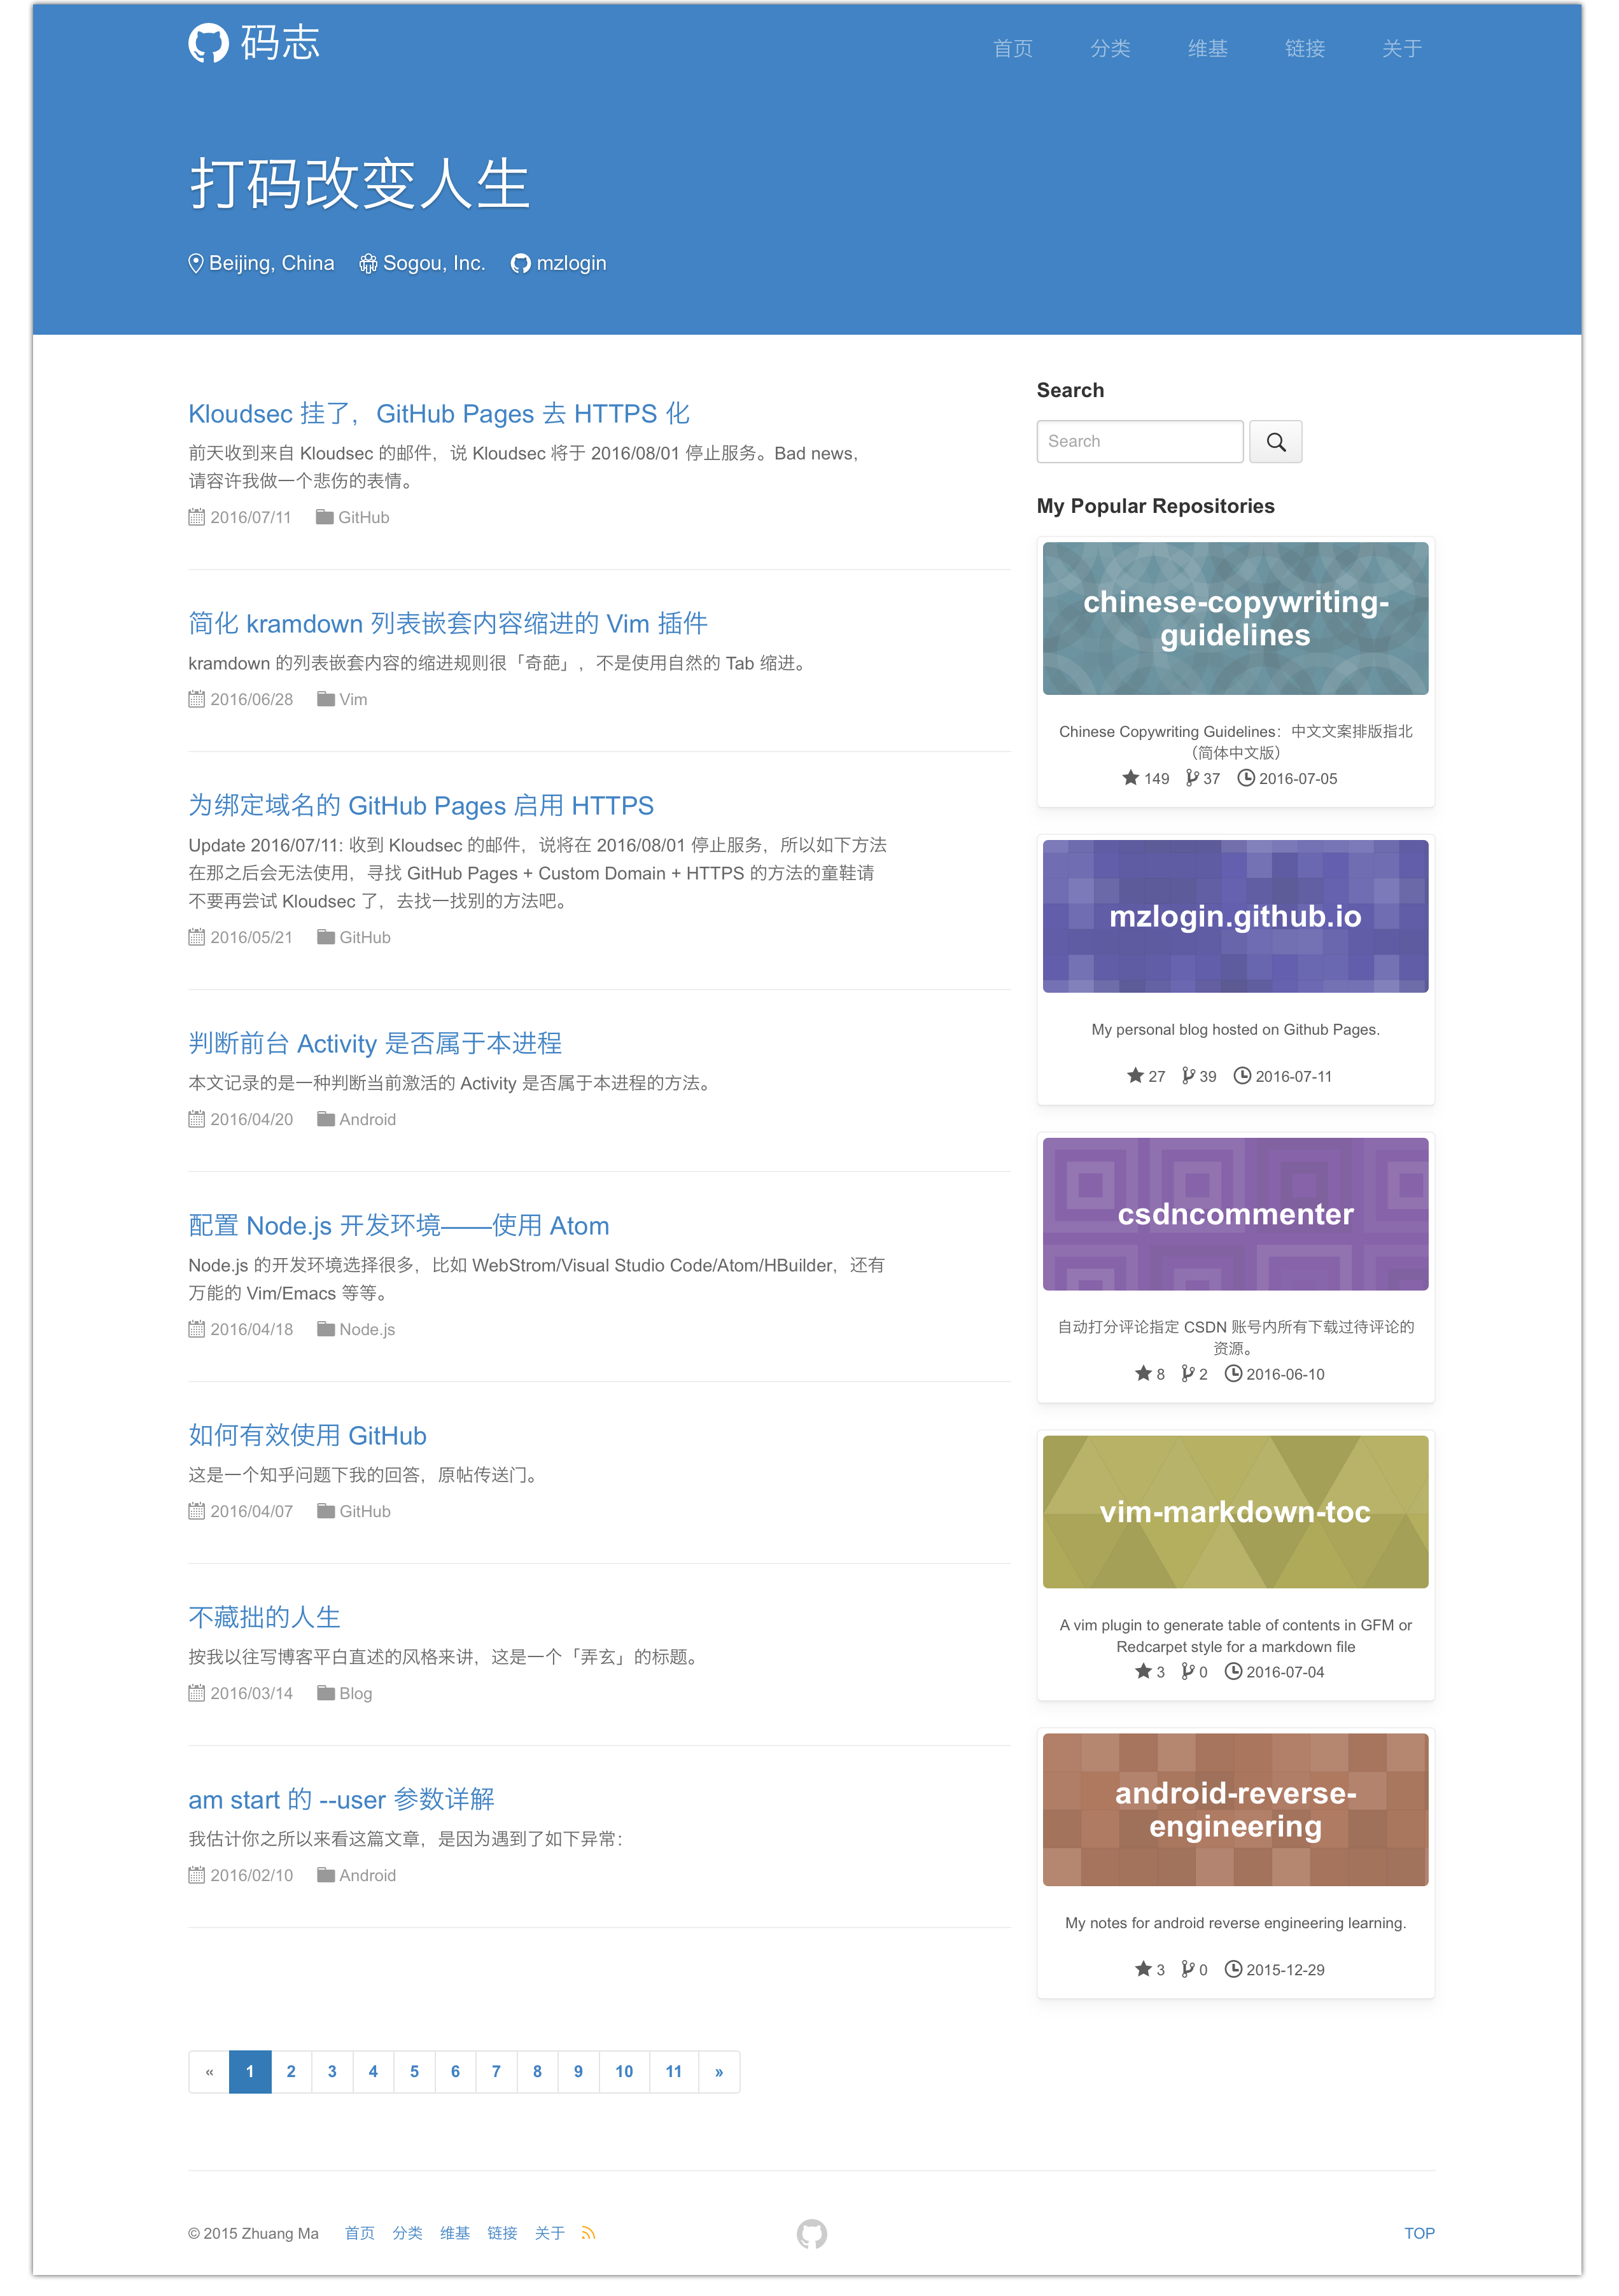 码志
首页 分类 维基 链接 关于
打码改变人生
Beijing, China Sogou, Inc. mzlogin
Kloudsec 挂了，GitHub Pages 去 HTTPS 化
前天收到来自 Kloudsec 的邮件，说 Kloudsec 将于 2016/08/01 停止服务。Bad news，
请容许我做一个悲伤的表情。
2016/07/11 GitHub
简化 kramdown 列表嵌套内容缩进的 Vim 插件
kramdown 的列表嵌套内容的缩进规则很「奇葩」，不是使用自然的 Tab 缩进。
2016/06/28 Vim
为绑定域名的 GitHub Pages 启用 HTTPS
Update 2016/07/11: 收到 Kloudsec 的邮件，说将在 2016/08/01 停止服务，所以如下方法
在那之后会无法使用，寻找 GitHub Pages + Custom Domain + HTTPS 的方法的童鞋请
不要再尝试 Kloudsec 了，去找一找别的方法吧。
2016/05/21 GitHub
判断前台 Activity 是否属于本进程
本文记录的是一种判断当前激活的 Activity 是否属于本进程的方法。
2016/04/20 Android
配置 Node.js 开发环境——使用 Atom
Node.js 的开发环境选择很多，比如 WebStrom/Visual Studio Code/Atom/HBuilder，还有
万能的 Vim/Emacs 等等。
2016/04/18 Node.js
如何有效使用 GitHub
这是一个知乎问题下我的回答，原帖传送门。
2016/04/07 GitHub
不藏拙的人生
按我以往写博客平白直述的风格来讲，这是一个「弄玄」的标题。
2016/03/14 Blog
am start 的 --user 参数详解
我估计你之所以来看这篇文章，是因为遇到了如下异常：
2016/02/10 Android
« 1 2 3 4 5 6 7 8 9 10 11 »
Search
Search
My Popular Repositories
chinese-copywriting-
guidelines
Chinese Copywriting Guidelines：中文文案排版指北
（简体中文版）
149 37 2016-07-05
mzlogin.github.io
My personal blog hosted on Github Pages.
27 39 2016-07-11
csdncommenter
自动打分评论指定 CSDN 账号内所有下载过待评论的
资源。
8 2 2016-06-10
vim-markdown-toc
A vim plugin to generate table of contents in GFM or
Redcarpet style for a markdown file
3 0 2016-07-04
android-reverse-
engineering
My notes for android reverse engineering learning.
3 0 2015-12-29
© 2015 Zhuang Ma 首页 分类 维基 链接 关于 TOP